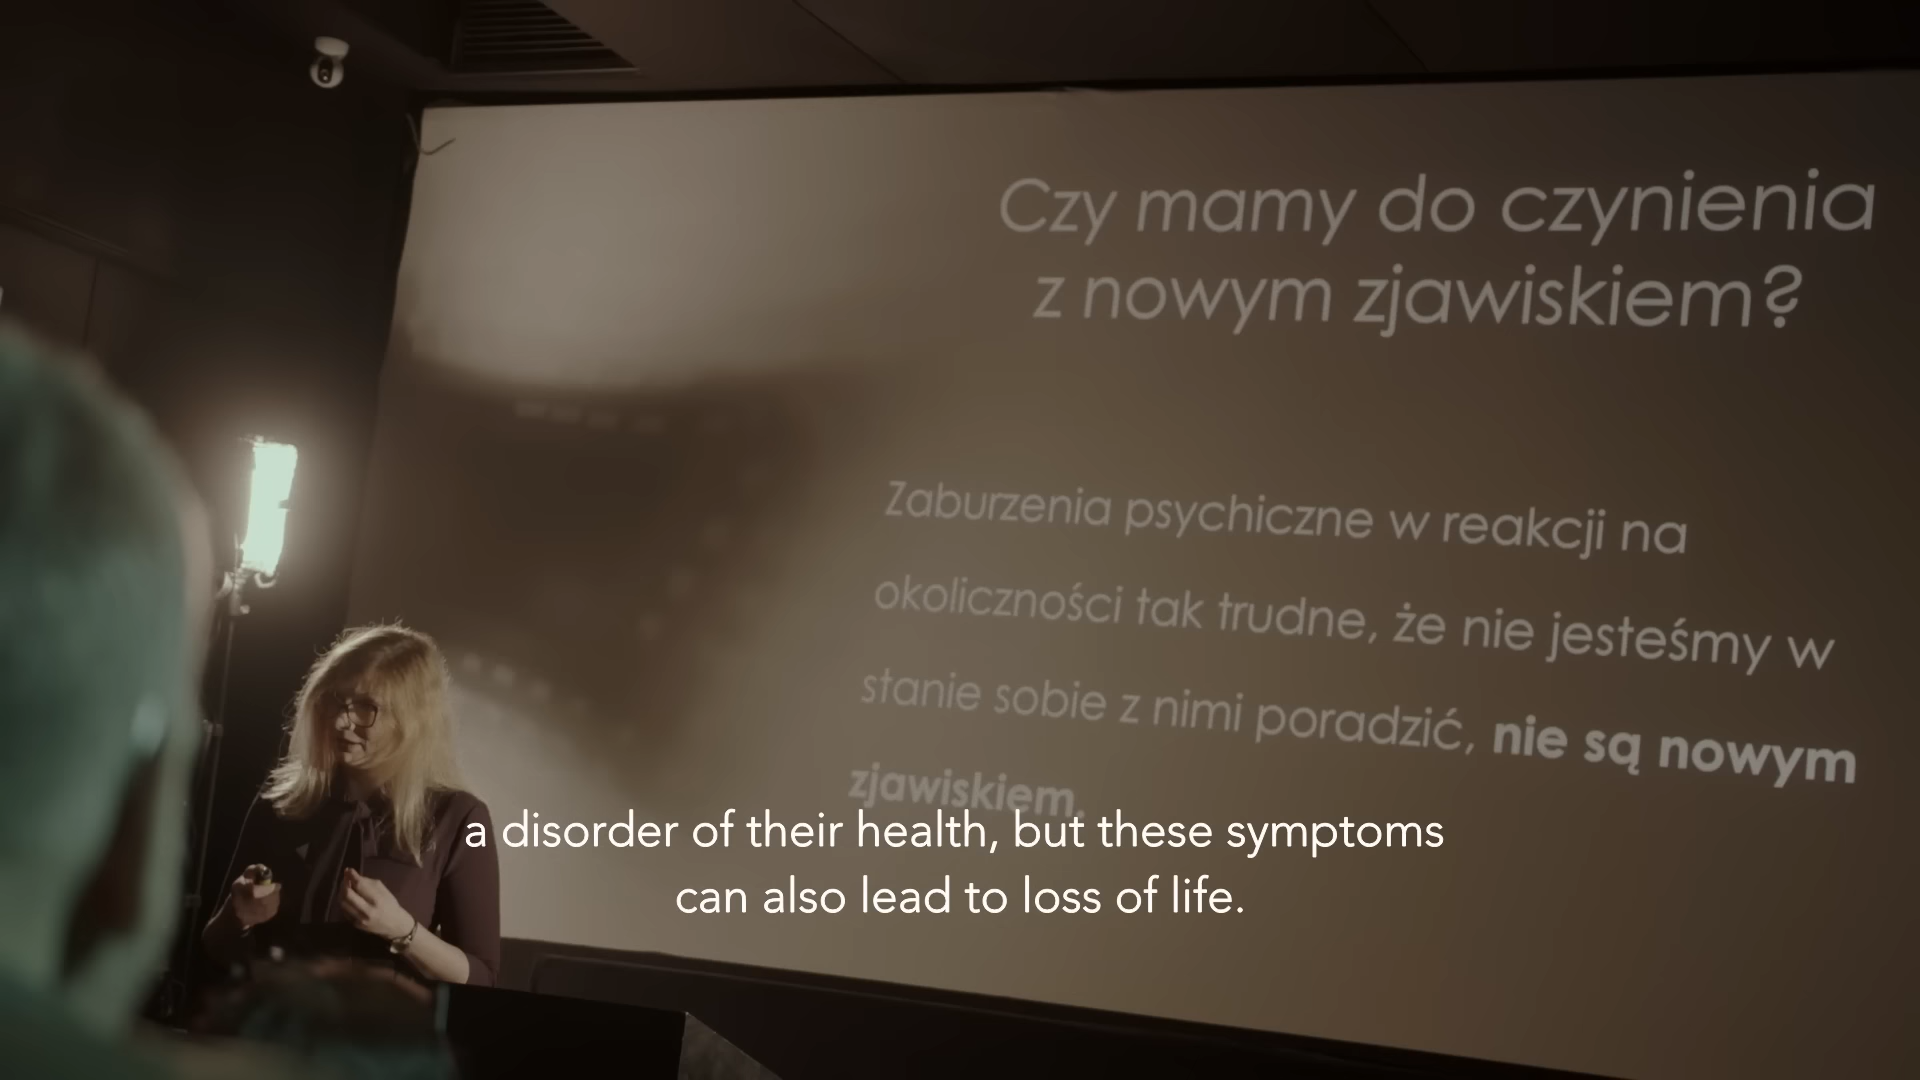 Czy mamy do czynienia
z nowym zjawiskiem?
Zaburzenia psychiczne w reakcji na
okoliczności tak trudne, że nie jesteśmy w
stanie sobie z nimi poradzić, nie są nowym
zjawiskiem.
a disorder of their health, but these symptoms
can also lead to loss of life.